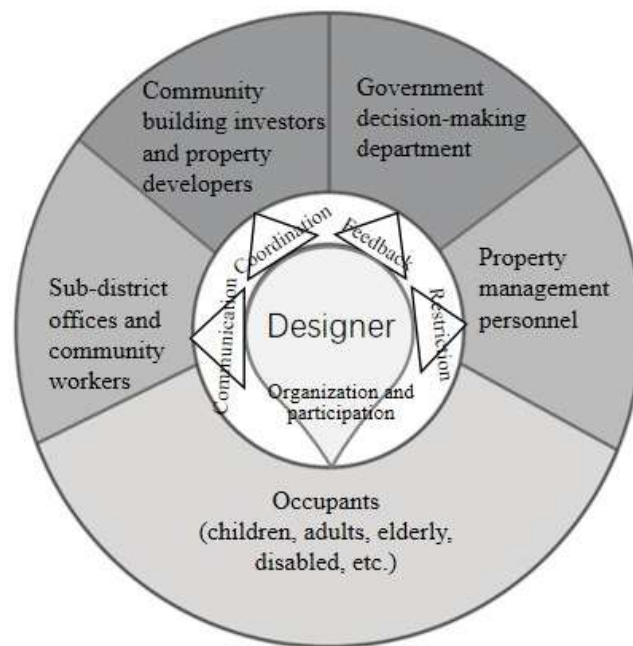 Community
building investors
and property
developers
Government
decision-making
department
Sub-district
offices and
community
workers
Property
management
personnel
Coordination
Feedback
Communication
Restriction
Designer
Organization and
participation
Occupants
(children, adults, elderly,
disabled, etc.)